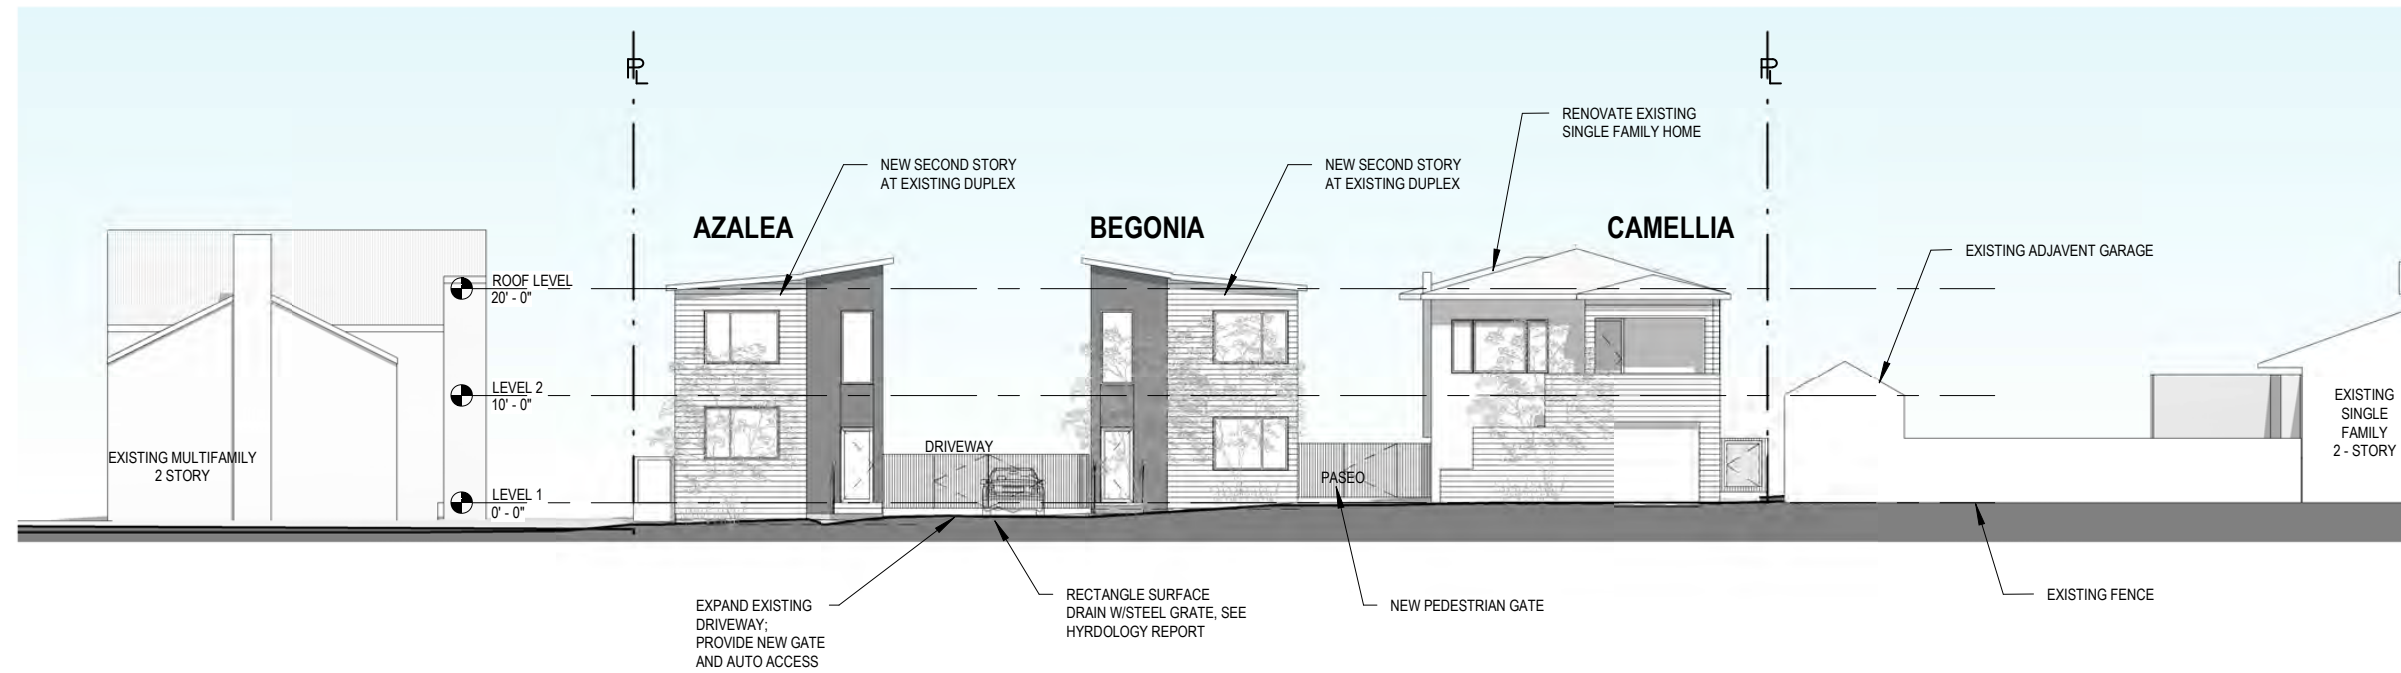 PL
PL
RENOVATE EXISTING
SINGLE FAMILY HOME
NEW SECOND STORY
AT EXISTING DUPLEX
NEW SECOND STORY
AT EXISTING DUPLEX
AZALEA
BEGONIA
CAMELLIA
EXISTING ADJAVENT GARAGE
ROOF LEVEL
20' - 0"
LEVEL 2
10' - 0"
EXISTING
SINGLE
FAMILY
2 - STORY
EXISTING MULTIFAMILY
2 STORY
DRIVEWAY
PASEO
LEVEL 1
0' - 0"
EXPAND EXISTING
DRIVEWAY;
PROVIDE NEW GATE
AND AUTO ACCESS
RECTANGLE SURFACE
DRAIN W/STEEL GRATE, SEE
HYRDOLOGY REPORT
NEW PEDESTRIAN GATE
EXISTING FENCE